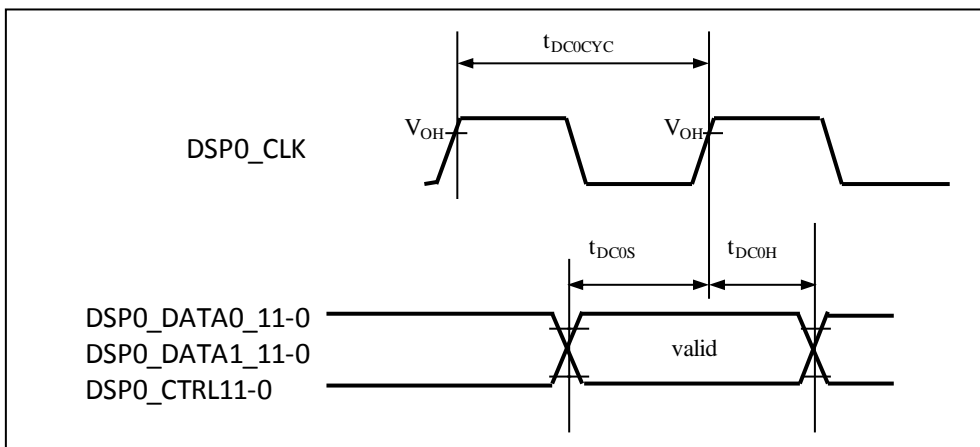 tDC0CYC
VOH
VOH
DSP0_CLK
tDC0S
tDC0H
DSP0_DATA0_11-0
DSP0_DATA1_11-0
valid
DSP0_CTRL11-0